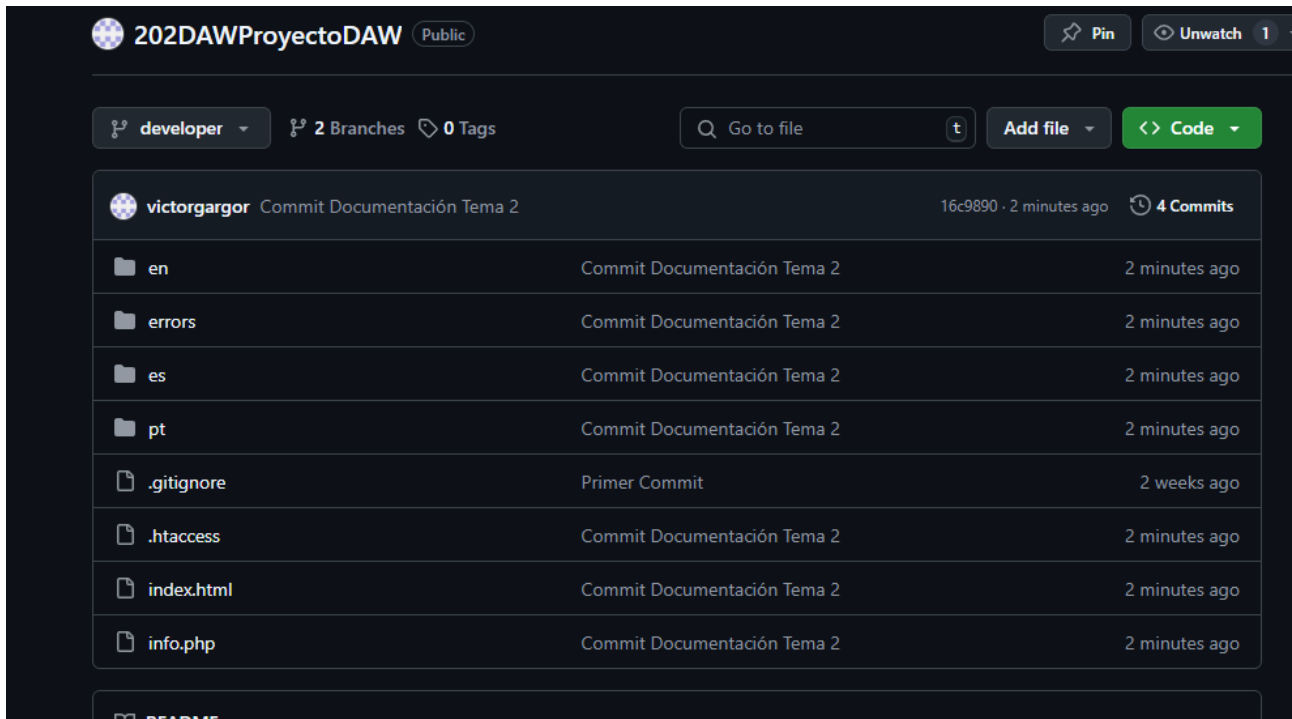 202DAWProyectoDAW Public Pin Unwatch 1
developer 2 Branches 0 Tags Go to file t Add file Code
victorgargor Commit Documentación Tema 2 16c9890 · 2 minutes ago 4 Commits
en Commit Documentación Tema 2 2 minutes ago
errors Commit Documentación Tema 2 2 minutes ago
es Commit Documentación Tema 2 2 minutes ago
pt Commit Documentación Tema 2 2 minutes ago
.gitignore Primer Commit 2 weeks ago
.htaccess Commit Documentación Tema 2 2 minutes ago
index.html Commit Documentación Tema 2 2 minutes ago
info.php Commit Documentación Tema 2 2 minutes ago
README